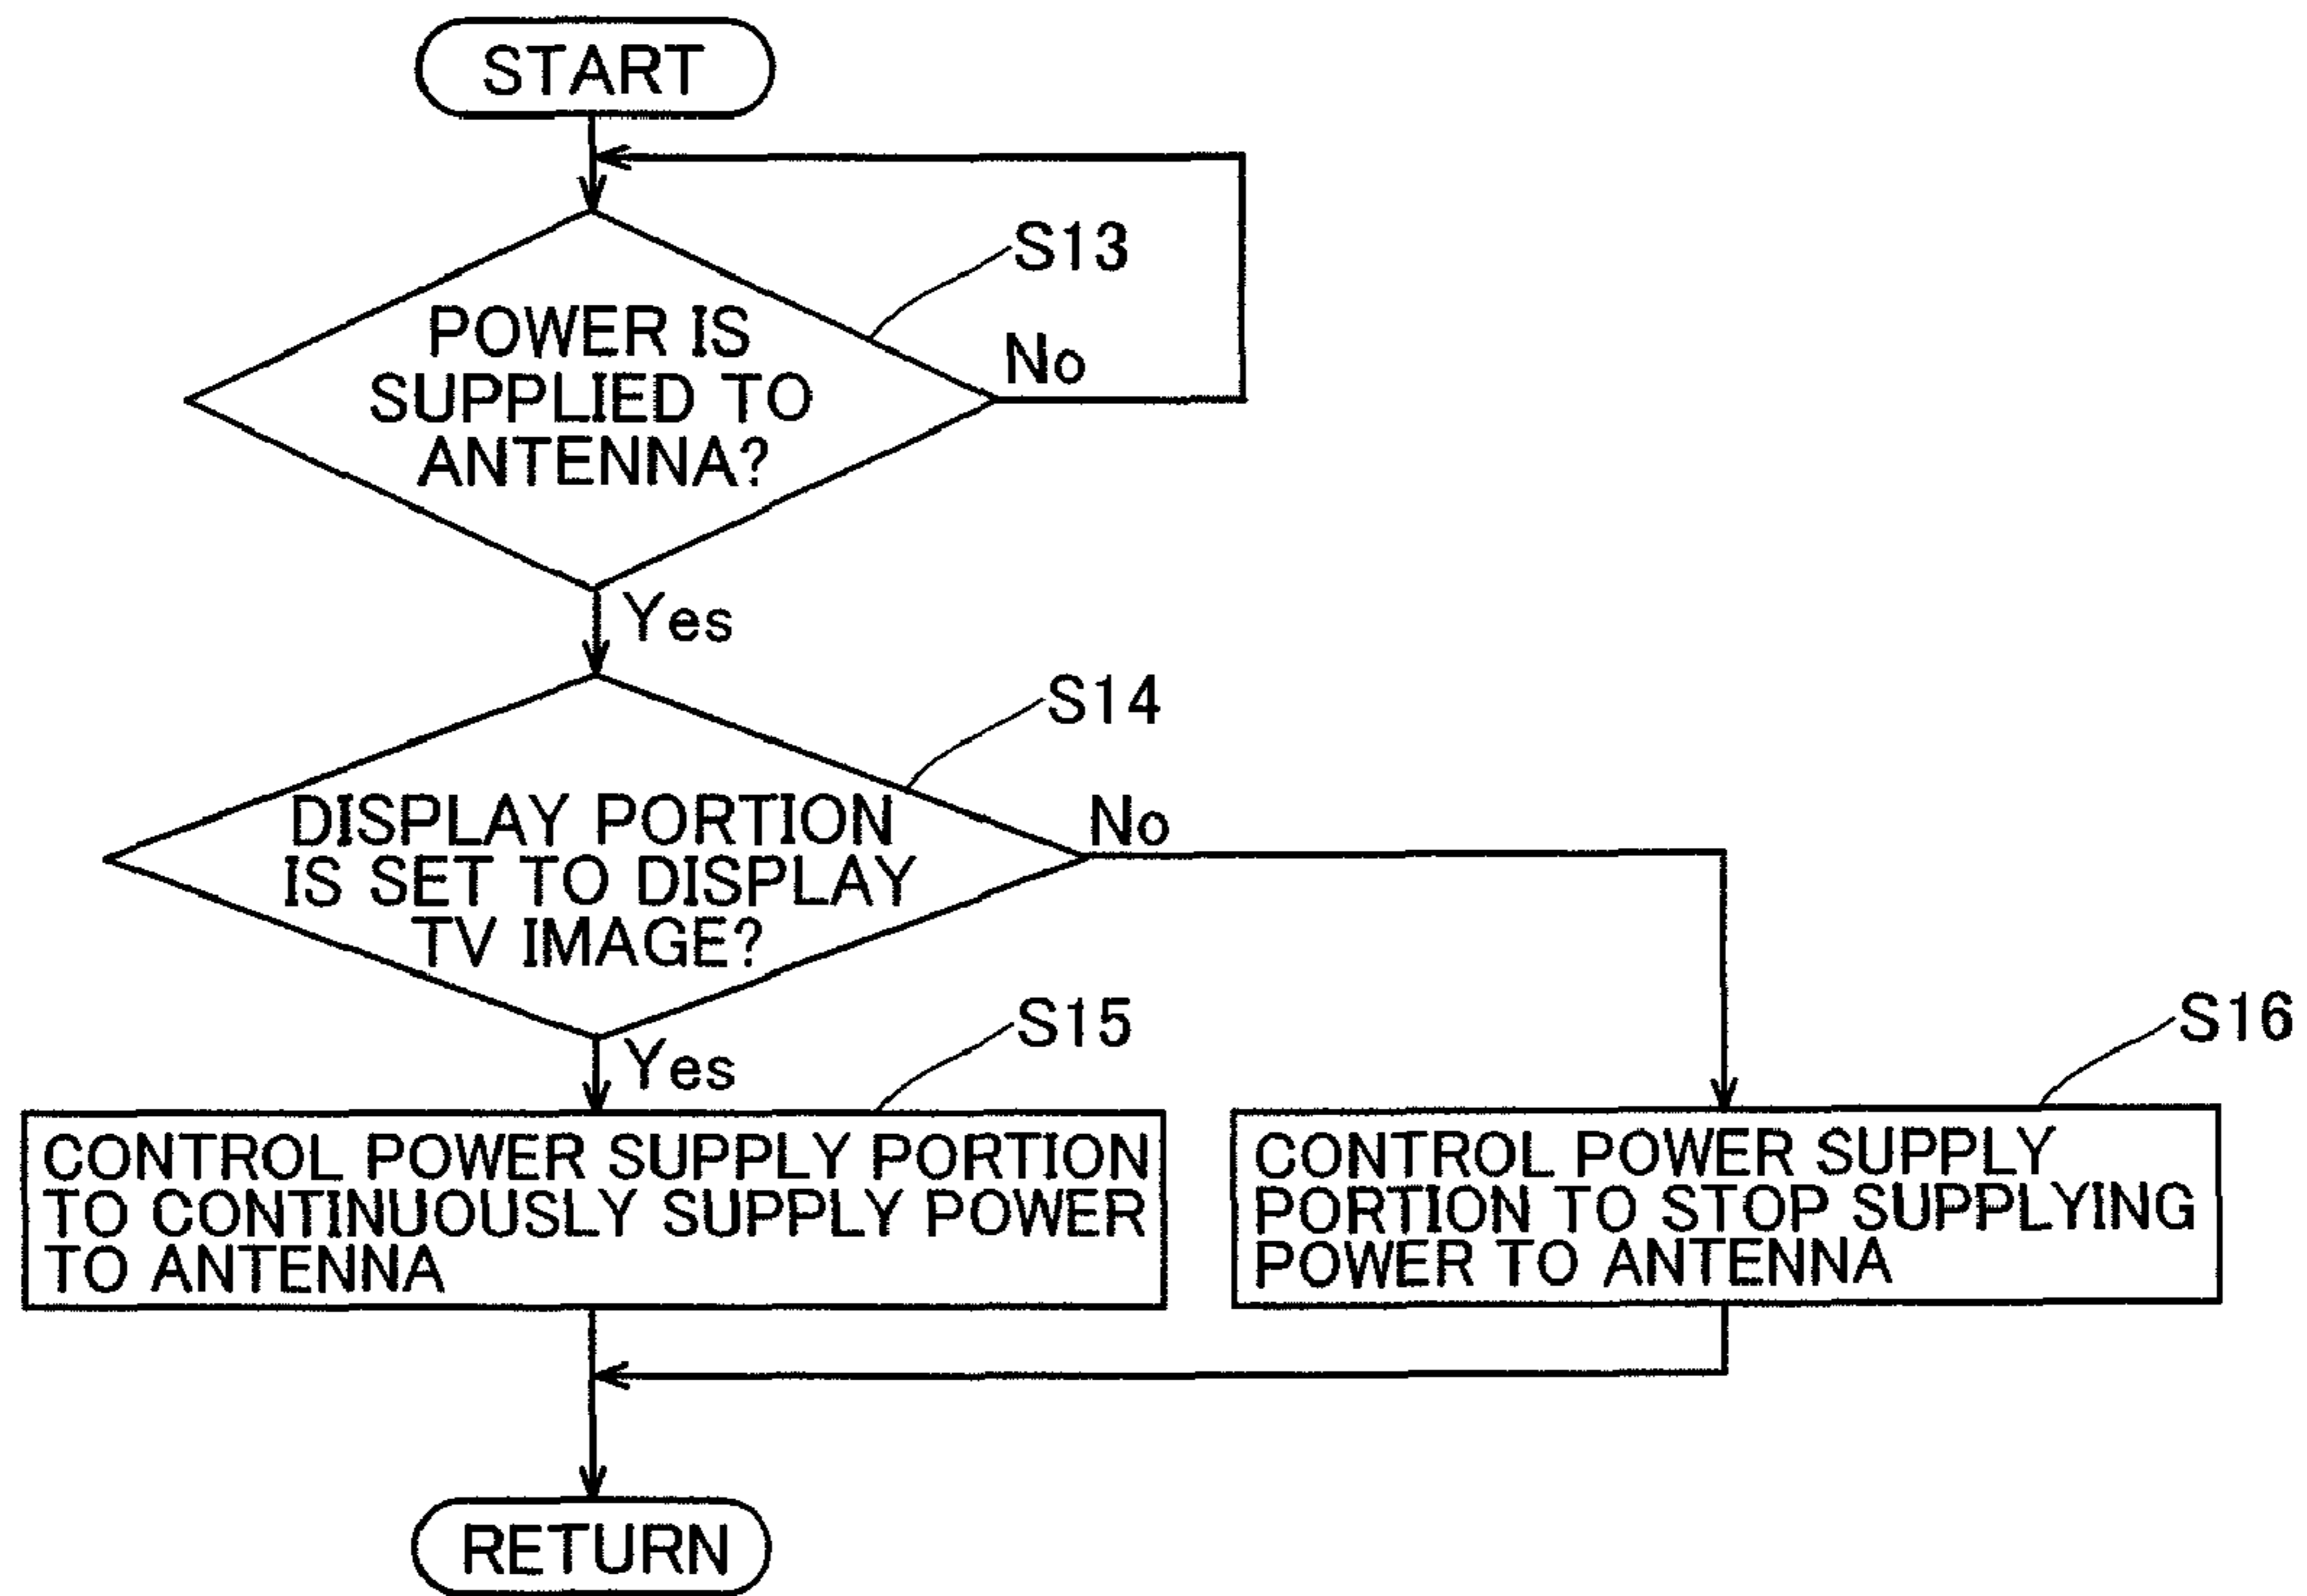 START
S13
POWER IS
SUPPLIED TO
ANTENNA?
No
Yes
S14
DISPLAY PORTION
IS SET TO DISPLAY
TV IMAGE?
No
Yes
S15
CONTROL POWER SUPPLY PORTION
TO CONTINUOUSLY SUPPLY POWER
TO ANTENNA
S16
CONTROL POWER SUPPLY
PORTION TO STOP SUPPLYING
POWER TO ANTENNA
RETURN